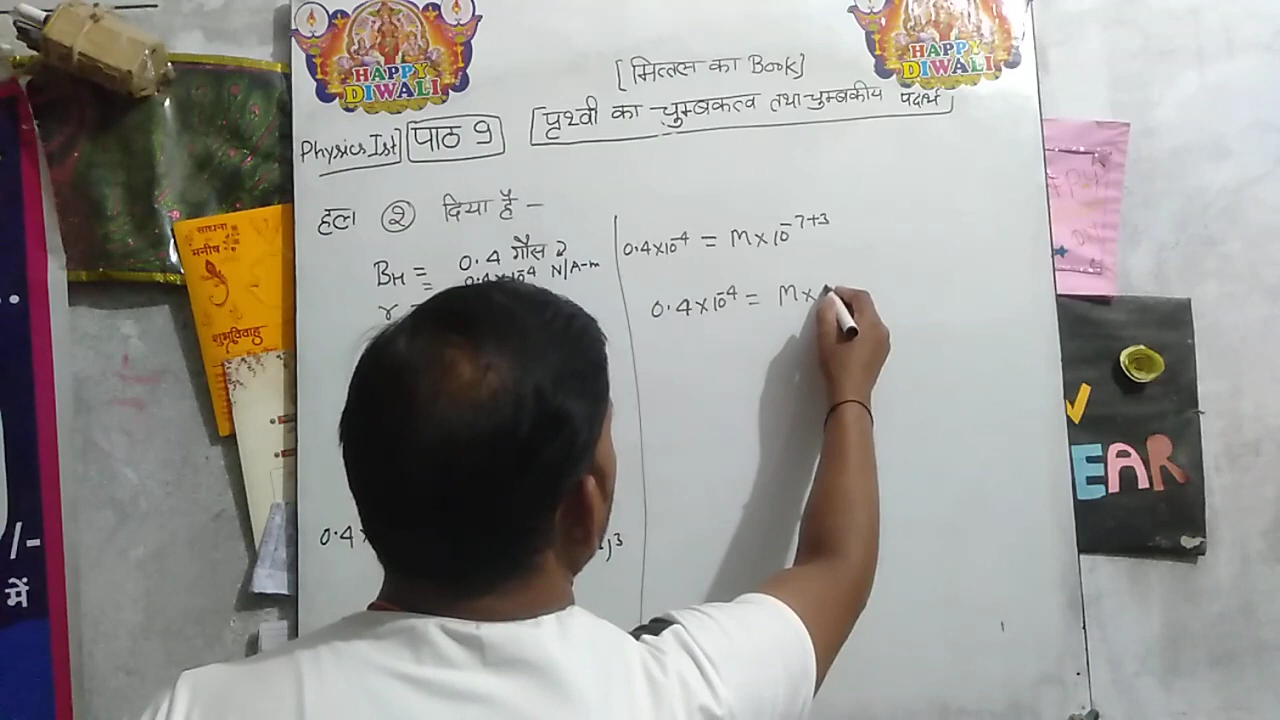 HAPPY
DIWALI
HAPPY
DIWALI
[मित्तल का Book]
Physics Ist] पाठ 9 [पृथ्वी का चुम्बकत्व तथा चुम्बकीय पदार्थ]
हल (2) दिया है -
BH = 0.4 गौस
= 0.4×10⁻⁴ N/A-m
r
0.4×
)³
0.4×10⁻⁴ = M×10⁻⁷⁺³
0.4×10⁻⁴ = M×
साधना
मनीष
शुभविवाह
/-
में
EAR